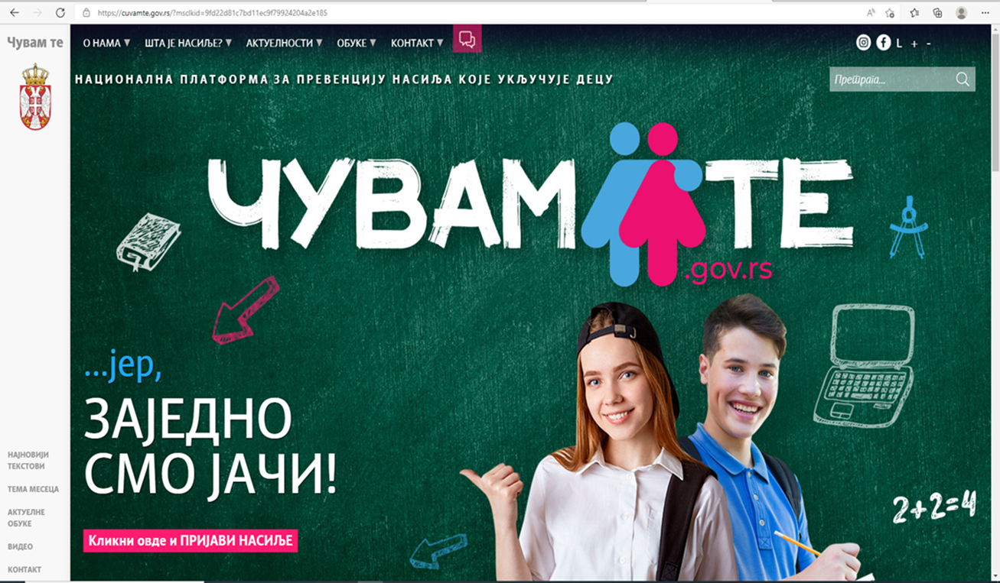 https://cuvamte.gov.rs/?msclkid=9fd22d81c7bd11ec9f79924204a2e185
Чувам те
О НАМА
ШТА ЈЕ НАСИЉЕ?
АКТУЕЛНОСТИ
ОБУКЕ
КОНТАКТ
L + -
НАЦИОНАЛНА ПЛАТФОРМА ЗА ПРЕВЕНЦИЈУ НАСИЉА КОЈЕ УКЉУЧУЈЕ ДЕЦУ
Претрага...
ЧУВАМ ТЕ
.gov.rs
...јер,
ЗАЈЕДНО
СМО ЈАЧИ!
2+2=4
Кликни овде и ПРИЈАВИ НАСИЉЕ
НАЈНОВИЈИ
ТЕКСТОВИ
ТЕМА МЕСЕЦА
АКТУЕЛНЕ
ОБУКЕ
ВИДЕО
КОНТАКТ